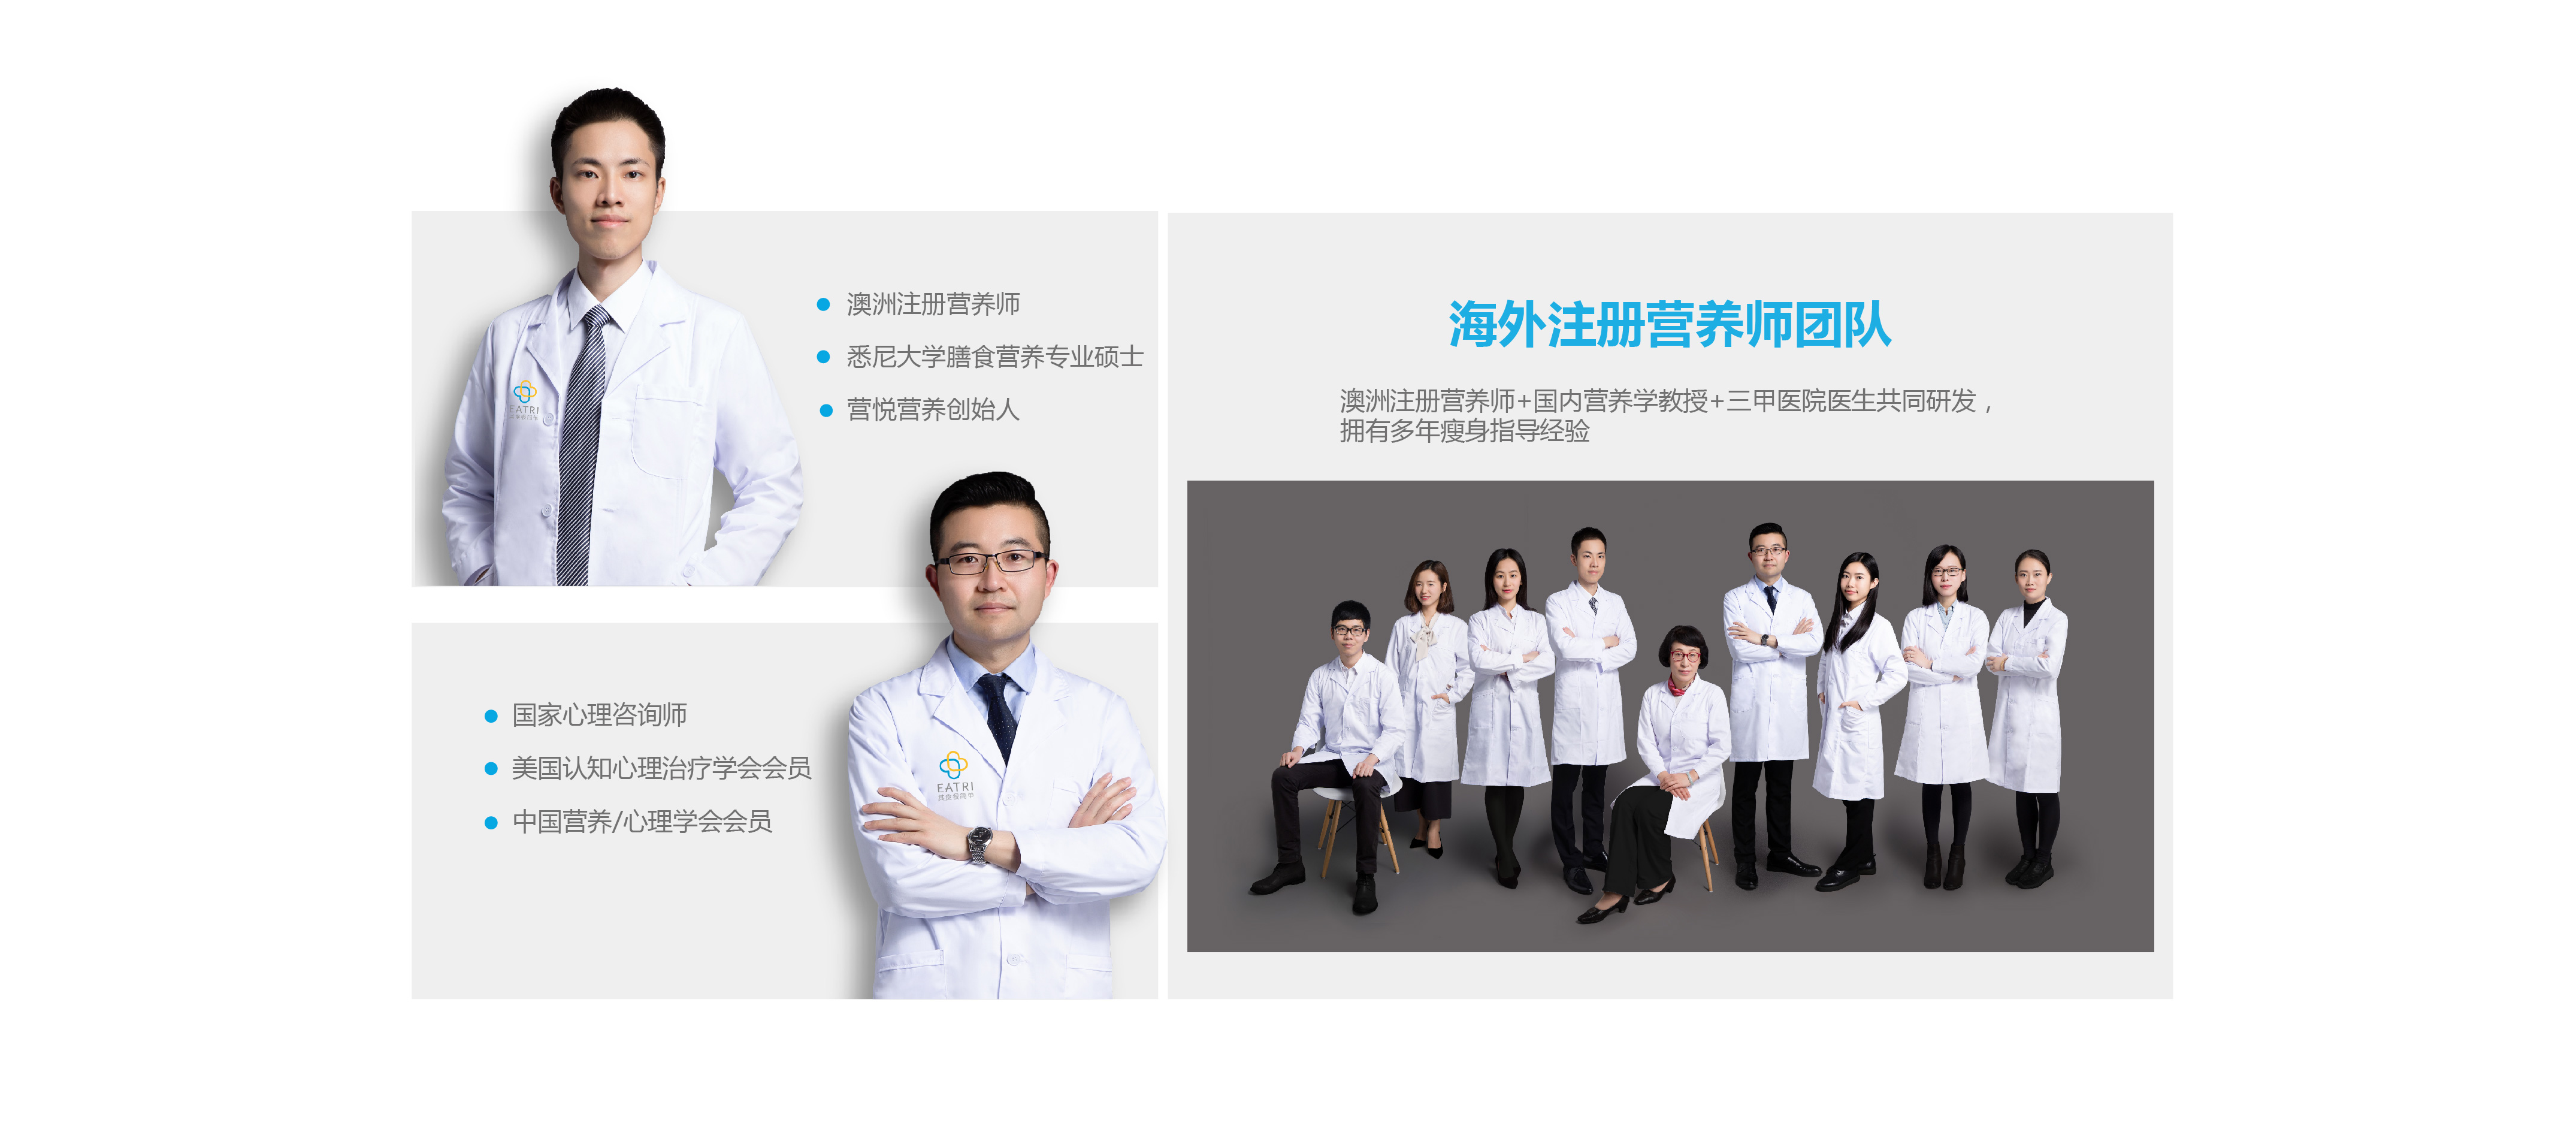 澳洲注册营养师
悉尼大学膳食营养专业硕士
营悦营养创始人
EATRI
国家心理咨询师
美国认知心理治疗学会会员
中国营养/心理学会会员
EATRI
海外注册营养师团队
澳洲注册营养师+国内营养学教授+三甲医院医生共同研发，
拥有多年瘦身指导经验